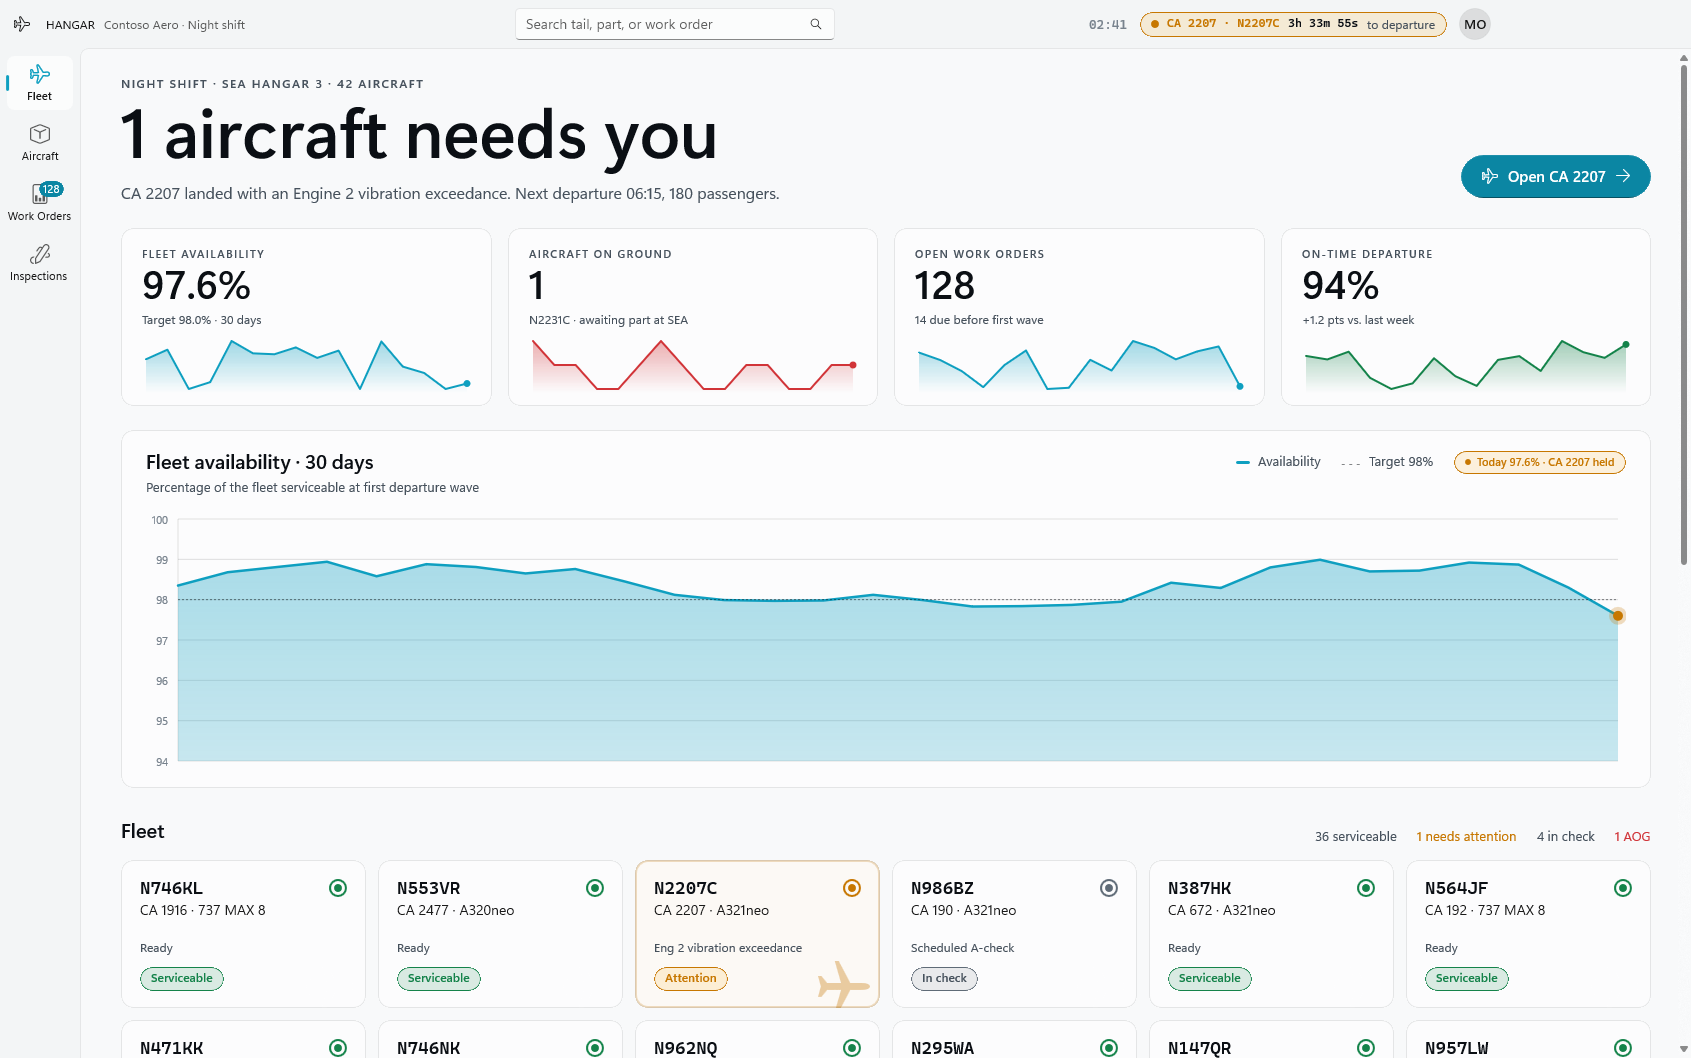 HANGAR Contoso Aero · Night shift
Search tail, part, or work order
02:41
CA 2207 · N2207C 3h 33m 55s to departure
MO
Fleet
Aircraft
128
Work Orders
Inspections
NIGHT SHIFT · SEA HANGAR 3 · 42 AIRCRAFT
1 aircraft needs you
CA 2207 landed with an Engine 2 vibration exceedance. Next departure 06:15, 180 passengers.
Open CA 2207
FLEET AVAILABILITY
97.6%
Target 98.0% · 30 days
AIRCRAFT ON GROUND
1
N2231C · awaiting part at SEA
OPEN WORK ORDERS
128
14 due before first wave
ON-TIME DEPARTURE
94%
+1.2 pts vs. last week
Fleet availability · 30 days
Percentage of the fleet serviceable at first departure wave
Availability
Target 98%
Today 97.6% · CA 2207 held
100
99
98
97
96
95
94
Fleet
36 serviceable
1 needs attention
4 in check
1 AOG
N746KL
CA 1916 · 737 MAX 8
Ready
Serviceable
N553VR
CA 2477 · A320neo
Ready
Serviceable
N2207C
CA 2207 · A321neo
Eng 2 vibration exceedance
Attention
N986BZ
CA 190 · A321neo
Scheduled A-check
In check
N387HK
CA 672 · A321neo
Ready
Serviceable
N564JF
CA 192 · 737 MAX 8
Ready
Serviceable
N471KK
N746NK
N962NQ
N295WA
N147QR
N957LW